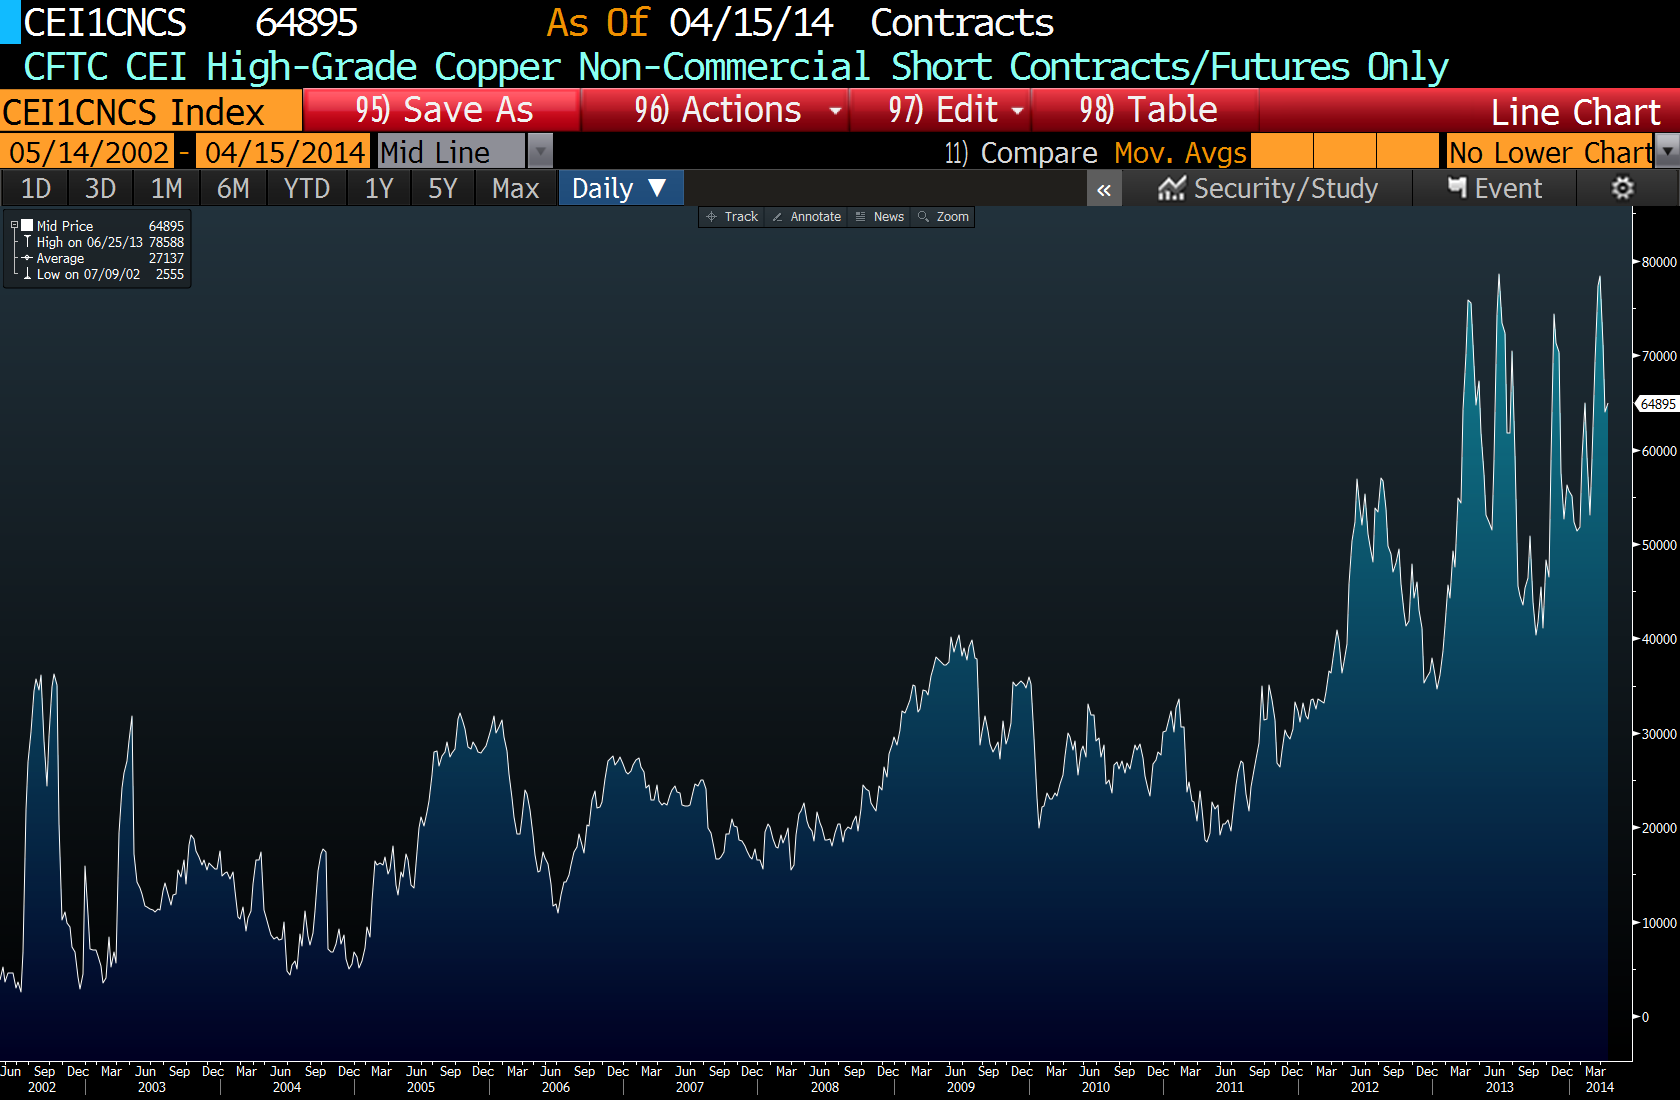 CEI1CNCS 64895 As Of 04/15/14 Contracts
CFTC CEI High-Grade Copper Non-Commercial Short Contracts/Futures Only
CEI1CNCS Index 95) Save As 96) Actions 97) Edit 98) Table Line Chart
05/14/2002 - 04/15/2014 Mid Line 11) Compare Mov. Avgs No Lower Chart
1D 3D 1M 6M YTD 1Y 5Y Max Daily ▼ « Security/Study Event
Track Annotate News Zoom
Mid Price 64895
High on 06/25/13 78588
Average 27137
Low on 07/09/02 2555
80000
70000
64895
60000
50000
40000
30000
20000
10000
0
Jun Sep Dec Mar Jun Sep Dec Mar Jun Sep Dec Mar Jun Sep Dec Mar Jun Sep Dec Mar Jun Sep Dec Mar Jun Sep Dec Mar Jun Sep Dec Mar Jun Sep Dec Mar Jun Sep Dec Mar Jun Sep Dec Mar Jun Sep Dec Mar
2002 2003 2004 2005 2006 2007 2008 2009 2010 2011 2012 2013 2014